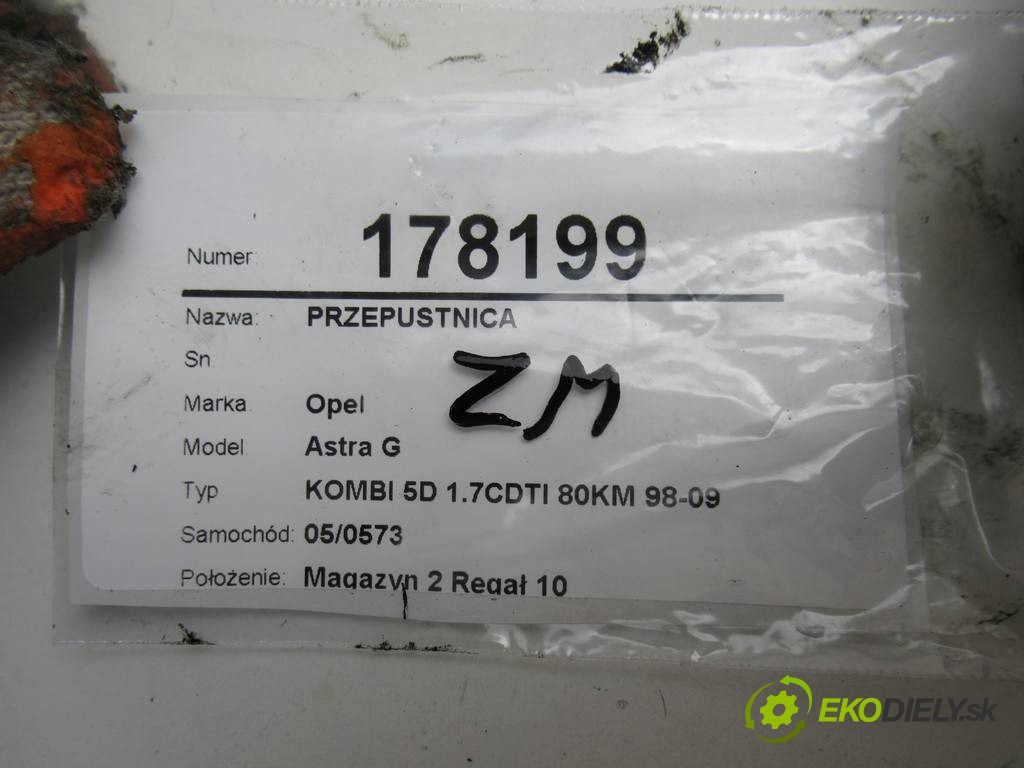 Numer: 178199
Nazwa: PRZEPUSTNICA
Sn
ZM
Marka Opel
Model Astra G
Typ KOMBI 5D 1.7CDTI 80KM 98-09
Samochód: 05/0573
Położenie: Magazyn 2 Regał 10
EKODIELY.sk